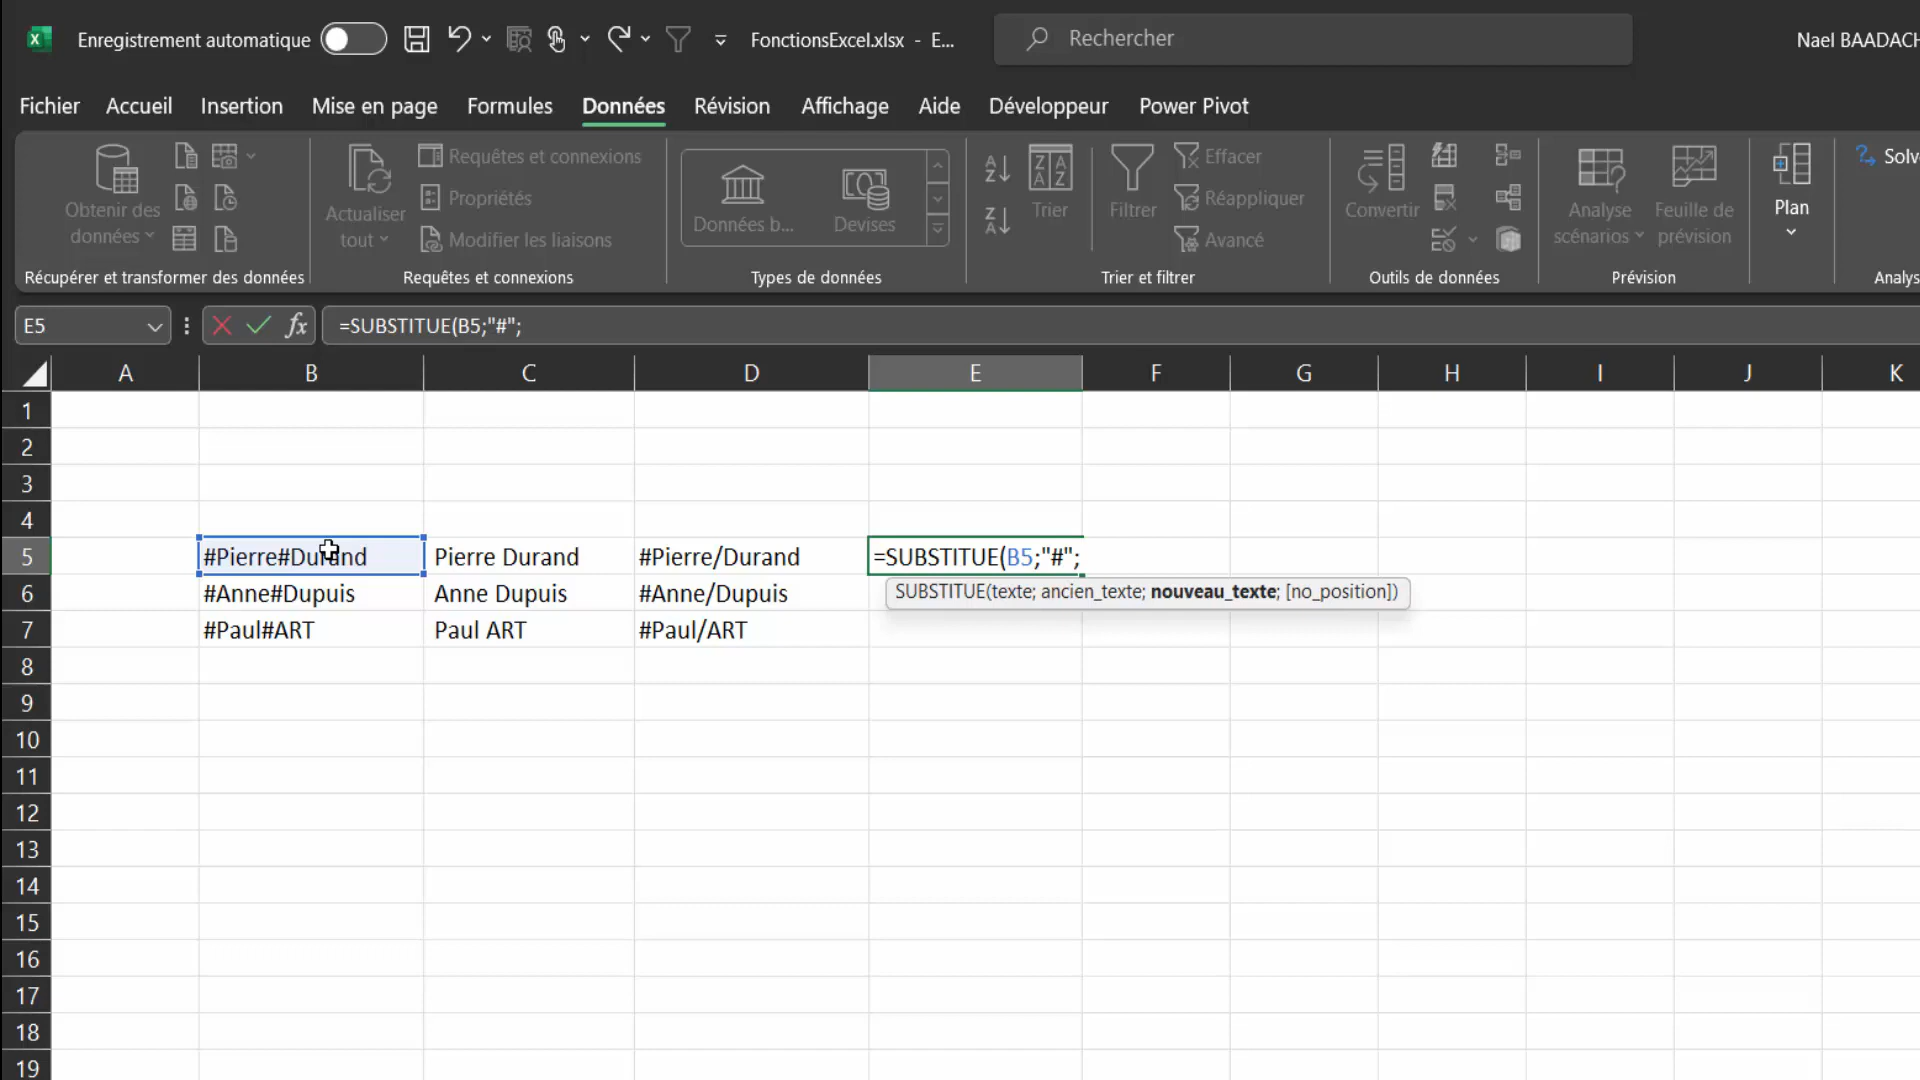 Enregistrement automatique
FonctionsExcel.xlsx - E...
Rechercher
Nael BAADACH
Fichier Accueil Insertion Mise en page Formules Données Révision Affichage Aide Développeur Power Pivot
Obtenir des
données
Actualiser
tout
Requêtes et connexions
Propriétés
Modifier les liaisons
Données b...
Devises
Trier
Filtrer
Effacer
Réappliquer
Avancé
Convertir
Analyse
scénarios
Feuille de
prévision
Plan
Solve
Récupérer et transformer des données
Requêtes et connexions
Types de données
Trier et filtrer
Outils de données
Prévision
Analys
E5
fx
=SUBSTITUE(B5;"#";
A B C D E F G H I J K
1
2
3
4
5 #Pierre#Durand Pierre Durand #Pierre/Durand =SUBSTITUE(B5;"#";
SUBSTITUE(texte; ancien_texte; nouveau_texte; [no_position])
6 #Anne#Dupuis Anne Dupuis #Anne/Dupuis
7 #Paul#ART Paul ART #Paul/ART
8
9
10
11
12
13
14
15
16
17
18
19